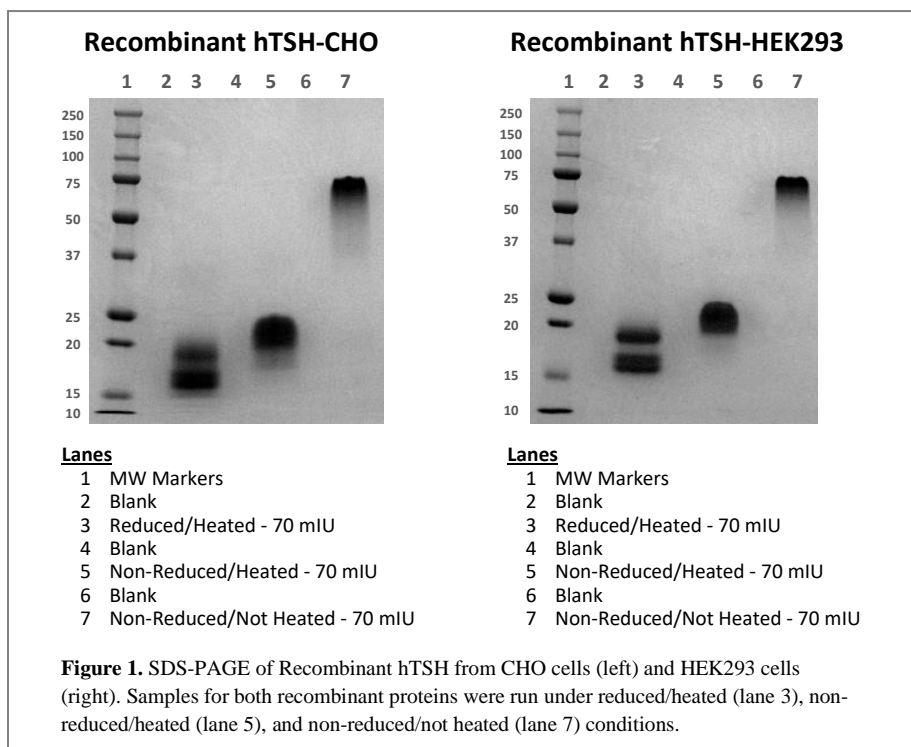 Recombinant hTSH-CHO
1 2 3 4 5 6 7
250
150
100
75
50
37
25
20
15
10
Lanes
1 MW Markers
2 Blank
3 Reduced/Heated - 70 mIU
4 Blank
5 Non-Reduced/Heated - 70 mIU
6 Blank
7 Non-Reduced/Not Heated - 70 mIU
Recombinant hTSH-HEK293
1 2 3 4 5 6 7
250
150
100
75
50
37
25
20
15
10
Lanes
1 MW Markers
2 Blank
3 Reduced/Heated - 70 mIU
4 Blank
5 Non-Reduced/Heated - 70 mIU
6 Blank
7 Non-Reduced/Not Heated - 70 mIU
Figure 1. SDS-PAGE of Recombinant hTSH from CHO cells (left) and HEK293 cells
(right). Samples for both recombinant proteins were run under reduced/heated (lane 3), non-
reduced/heated (lane 5), and non-reduced/not heated (lane 7) conditions.